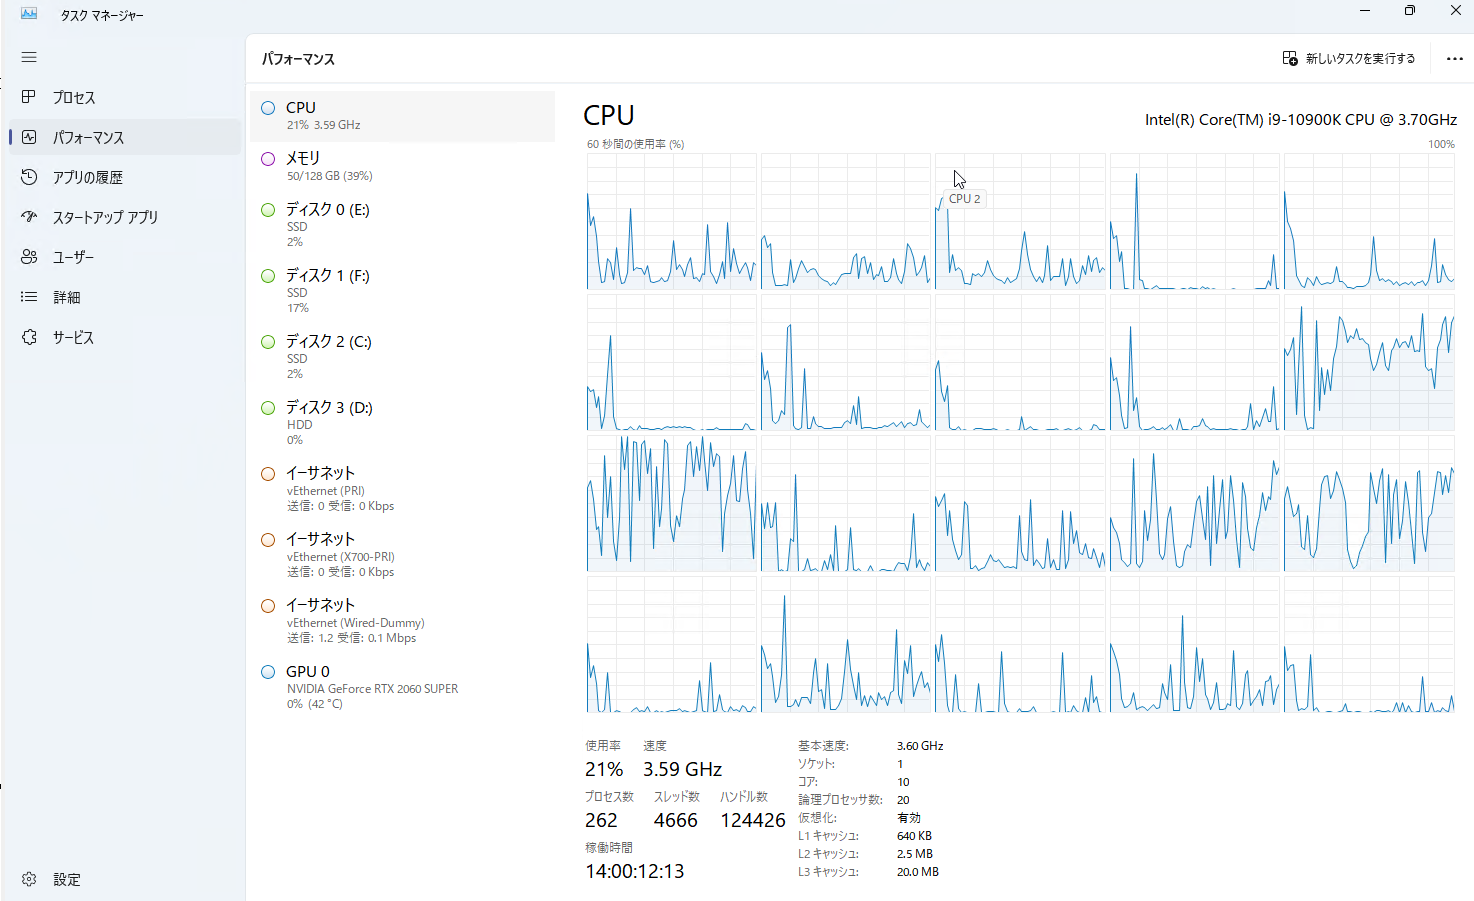 タスク マネージャー
プロセス
パフォーマンス
アプリの履歴
スタートアップ アプリ
ユーザー
詳細
サービス
設定
パフォーマンス
新しいタスクを実行する
CPU
21% 3.59 GHz
メモリ
50/128 GB (39%)
ディスク 0 (E:)
SSD
2%
ディスク 1 (F:)
SSD
17%
ディスク 2 (C:)
SSD
2%
ディスク 3 (D:)
HDD
0%
イーサネット
vEthernet (PRI)
送信: 0 受信: 0 Kbps
イーサネット
vEthernet (X700-PRI)
送信: 0 受信: 0 Kbps
イーサネット
vEthernet (Wired-Dummy)
送信: 1.2 受信: 0.1 Mbps
GPU 0
NVIDIA GeForce RTX 2060 SUPER
0% (42 °C)
CPU
Intel(R) Core(TM) i9-10900K CPU @ 3.70GHz
60 秒間の使用率 (%)
100%
CPU 2
使用率 速度
21% 3.59 GHz
プロセス数 スレッド数 ハンドル数
262 4666 124426
稼働時間
14:00:12:13
基本速度: 3.60 GHz
ソケット: 1
コア: 10
論理プロセッサ数: 20
仮想化: 有効
L1 キャッシュ: 640 KB
L2 キャッシュ: 2.5 MB
L3 キャッシュ: 20.0 MB